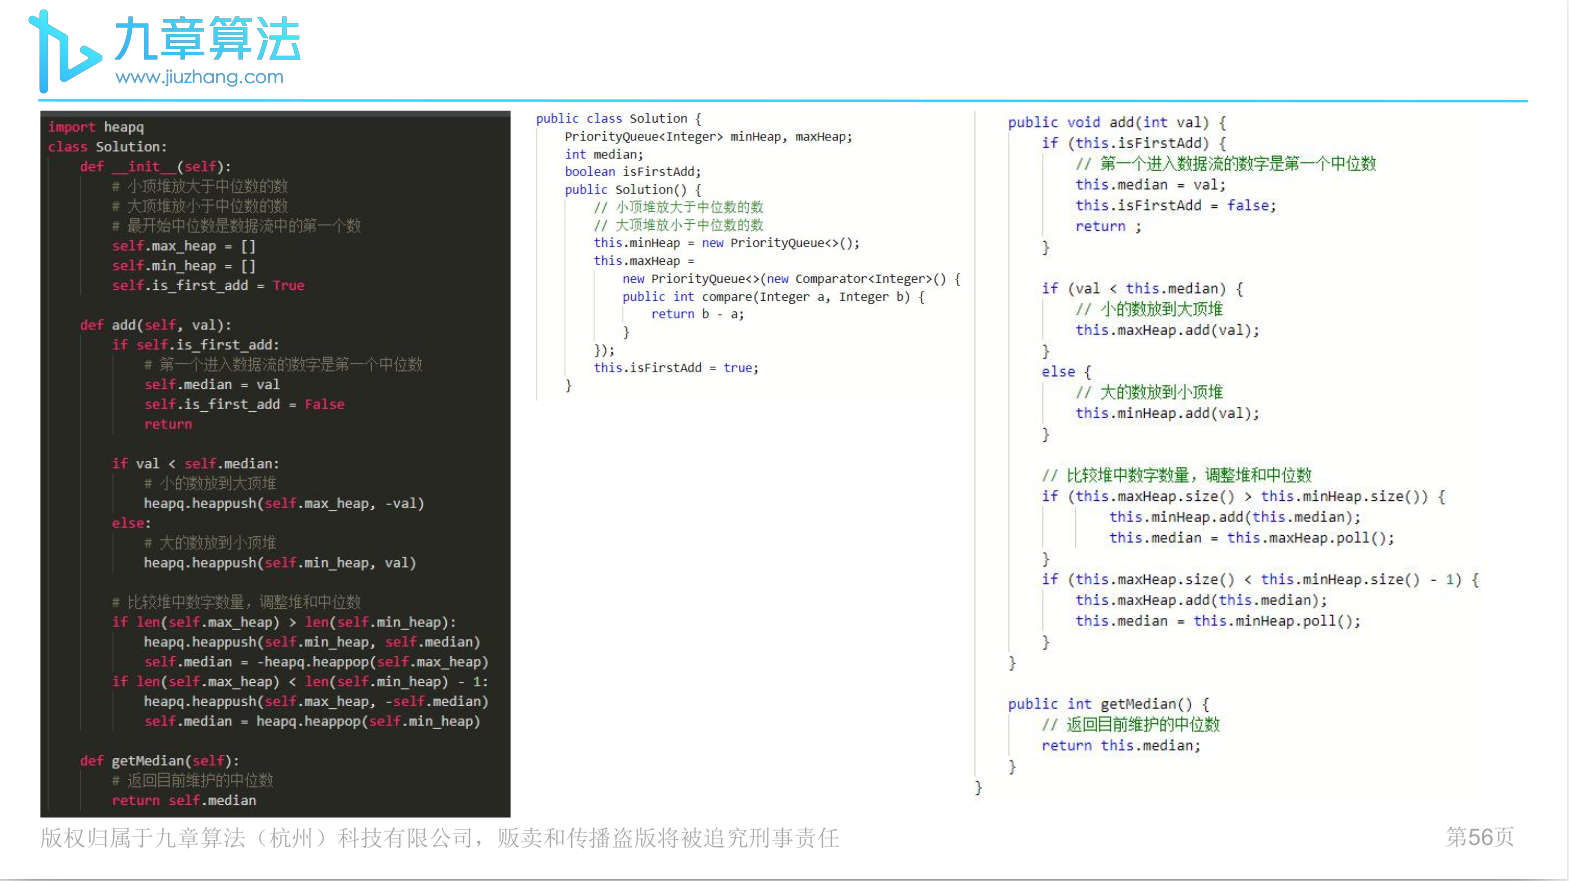 九章算法
www.jiuzhang.com
import heapq
class Solution:
    def __init__(self):
        # 小顶堆放大于中位数的数
        # 大顶堆放小于中位数的数
        # 最开始中位数是数据流中的第一个数
        self.max_heap = []
        self.min_heap = []
        self.is_first_add = True
    def add(self, val):
        if self.is_first_add:
            # 第一个进入数据流的数字是第一个中位数
            self.median = val
            self.is_first_add = False
            return
        if val < self.median:
            # 小的数放到大顶堆
            heapq.heappush(self.max_heap, -val)
        else:
            # 大的数放到小顶堆
            heapq.heappush(self.min_heap, val)
        # 比较堆中数字数量，调整堆和中位数
        if len(self.max_heap) > len(self.min_heap):
            heapq.heappush(self.min_heap, self.median)
            self.median = -heapq.heappop(self.max_heap)
        if len(self.max_heap) < len(self.min_heap) - 1:
            heapq.heappush(self.max_heap, -self.median)
            self.median = heapq.heappop(self.min_heap)
    def getMedian(self):
        # 返回目前维护的中位数
        return self.median
public class Solution {
    PriorityQueue<Integer> minHeap, maxHeap;
    int median;
    boolean isFirstAdd;
    public Solution() {
        // 小顶堆放大于中位数的数
        // 大顶堆放小于中位数的数
        this.minHeap = new PriorityQueue<>();
        this.maxHeap =
            new PriorityQueue<>(new Comparator<Integer>() {
            public int compare(Integer a, Integer b) {
                return b - a;
            }
        });
        this.isFirstAdd = true;
    }
    public void add(int val) {
        if (this.isFirstAdd) {
            // 第一个进入数据流的数字是第一个中位数
            this.median = val;
            this.isFirstAdd = false;
            return ;
        }
        if (val < this.median) {
            // 小的数放到大顶堆
            this.maxHeap.add(val);
        }
        else {
            // 大的数放到小顶堆
            this.minHeap.add(val);
        }
        // 比较堆中数字数量，调整堆和中位数
        if (this.maxHeap.size() > this.minHeap.size()) {
                this.minHeap.add(this.median);
                this.median = this.maxHeap.poll();
        }
        if (this.maxHeap.size() < this.minHeap.size() - 1) {
            this.maxHeap.add(this.median);
            this.median = this.minHeap.poll();
        }
    }
    public int getMedian() {
        // 返回目前维护的中位数
        return this.median;
    }
}
版权归属于九章算法（杭州）科技有限公司，贩卖和传播盗版将被追究刑事责任
第56页